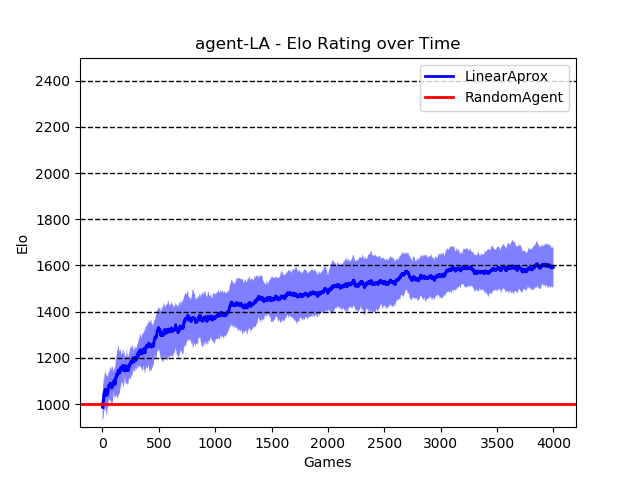 agent-LA - Elo Rating over Time
LinearAprox
RandomAgent
2400
2200
2000
1800
1600
1400
1200
1000
Elo
0 500 1000 1500 2000 2500 3000 3500 4000
Games